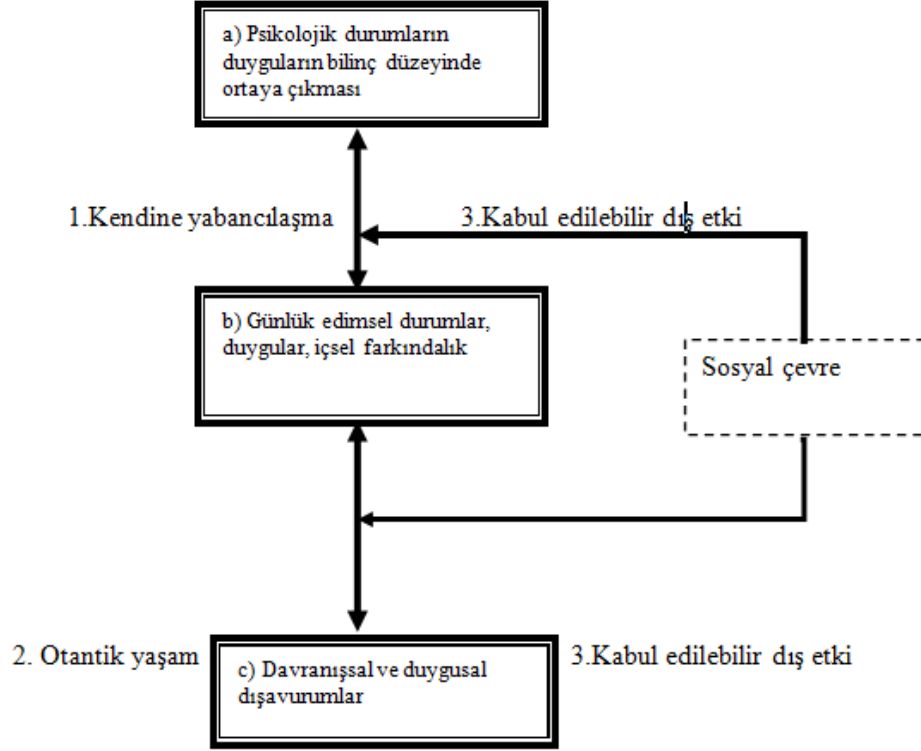 a) Psikolojik durumların
duyguların bilinç düzeyinde
ortaya çıkması
1.Kendine yabancılaşma
3.Kabul edilebilir dış etki
b) Günlük edimsel durumlar,
duygular, içsel farkındalık
Sosyal çevre
2. Otantik yaşam
c) Davranışsal ve duygusal
dışavurumlar
3.Kabul edilebilir dış etki